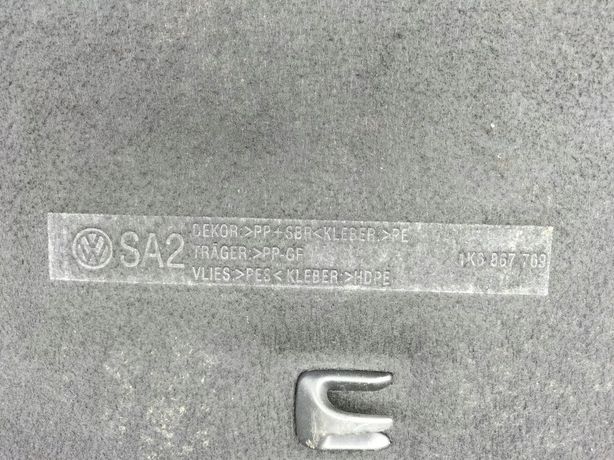 SA2
DEKOR:>PP+SBR<KLEBER:>PE
TRÄGER:>PP-GF
VLIES:>PES<KLEBER:>HDPE
1K6 867 769